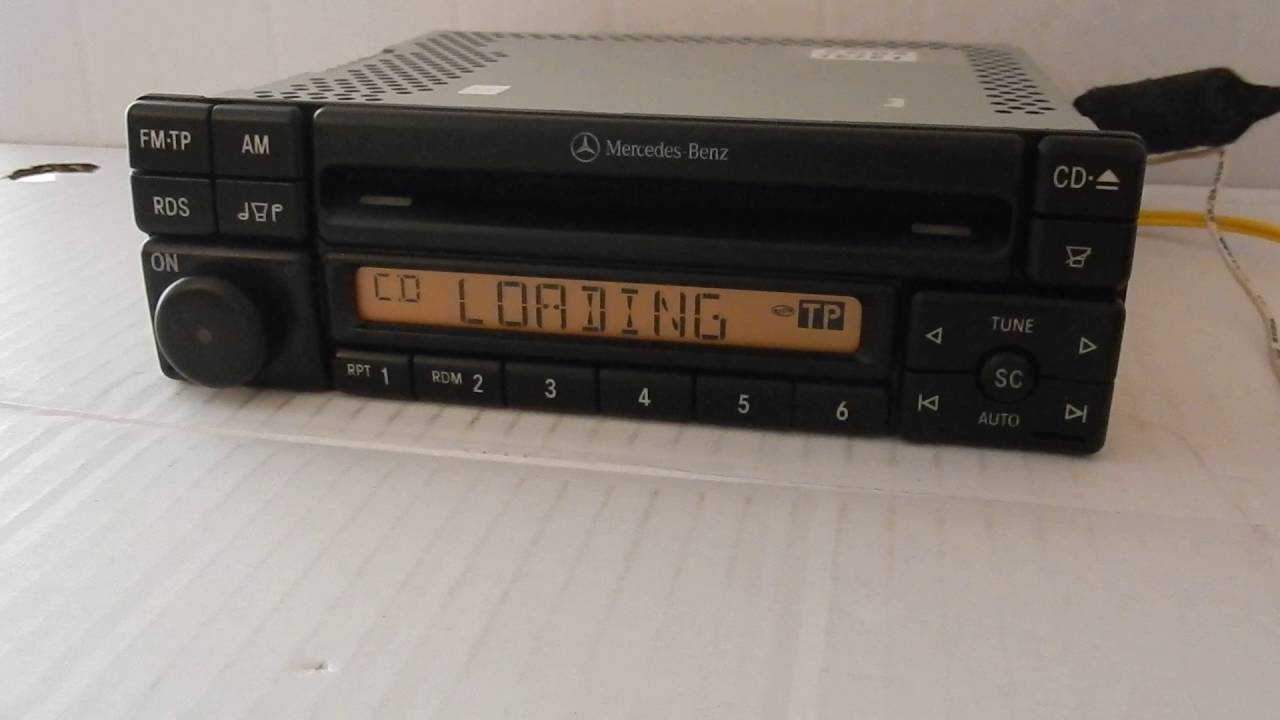 FM·TP
AM
Mercedes-Benz
CD·
RDS
ON
CD LOADING TP
TUNE
SC
AUTO
RPT 1
RDM 2
3
4
5
6